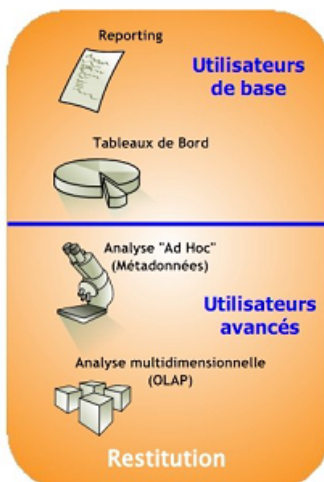 Reporting
Utilisateurs
de base
Tableaux de Bord
Analyse "Ad Hoc"
(Métadonnées)
Utilisateurs
avancés
Analyse multidimensionnelle
(OLAP)
Restitution